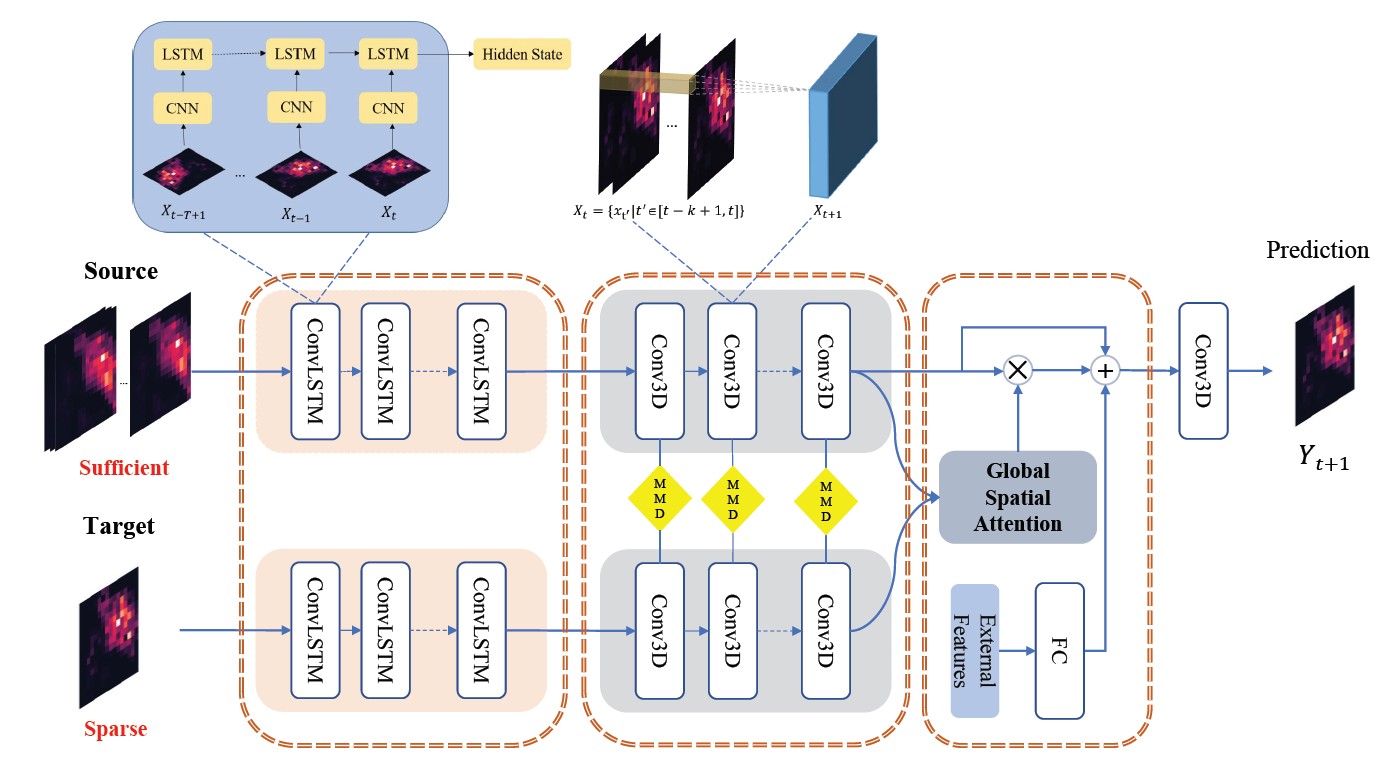 LSTM
LSTM
LSTM
Hidden State
CNN
CNN
CNN
...
...
X_{t-T+1}
X_{t-1}
X_t
X_t = {x_{t'}|t' ∈ [t − k + 1, t]}
X_{t+1}
Source
Prediction
...
Sufficient
ConvLSTM
ConvLSTM
ConvLSTM
Conv3D
Conv3D
Conv3D
×
+
Conv3D
Y_{t+1}
MMD
MMD
MMD
Global
Spatial
Attention
Target
Sparse
ConvLSTM
ConvLSTM
ConvLSTM
Conv3D
Conv3D
Conv3D
External
Features
FC